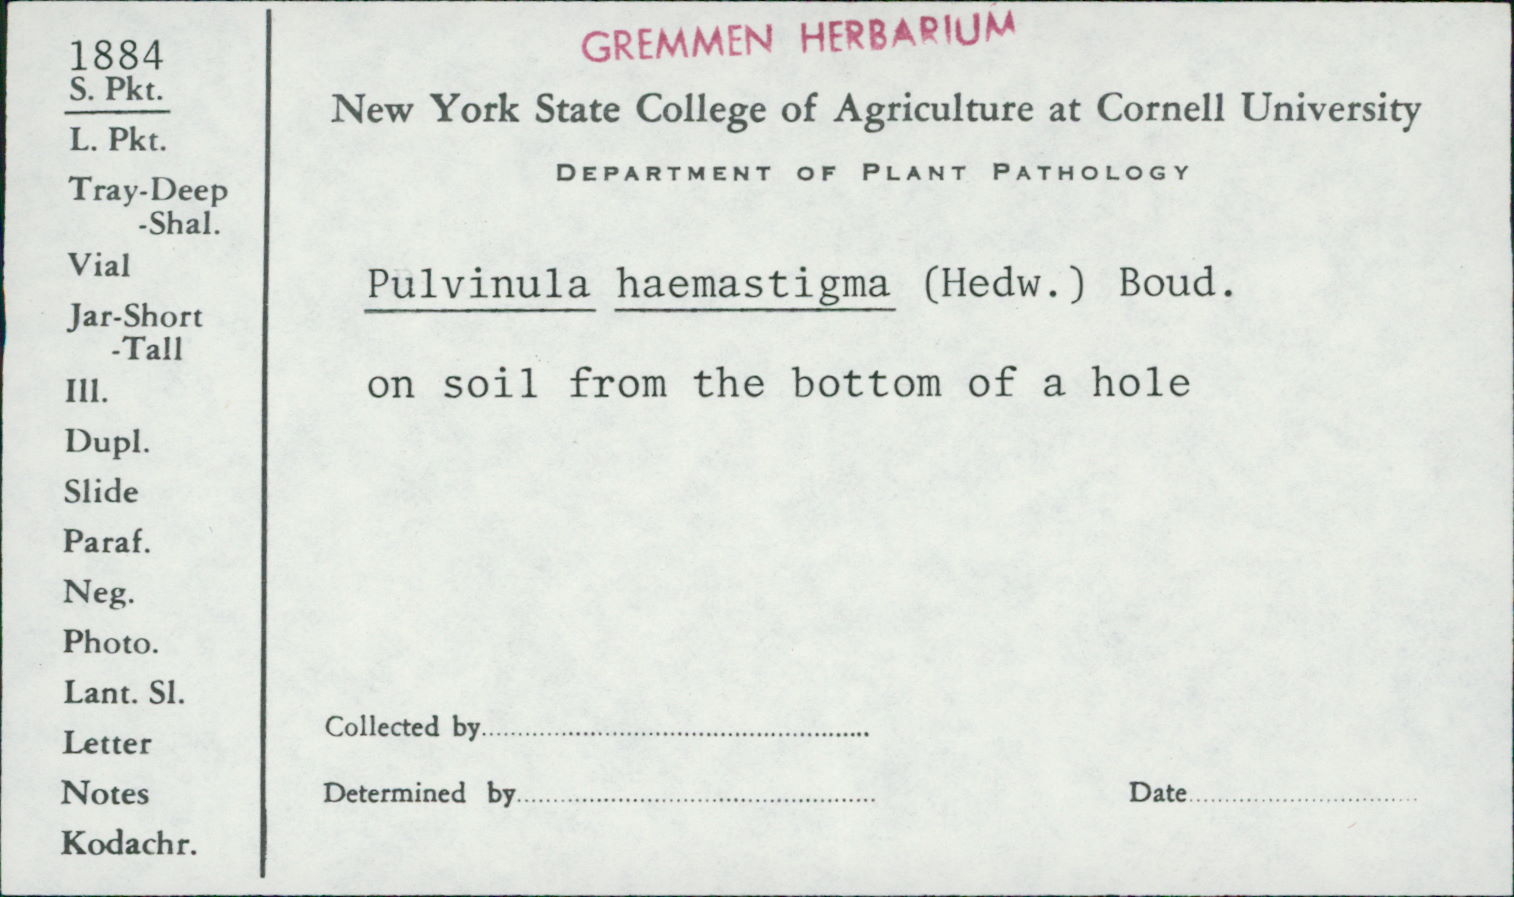 1884
S. Pkt.
L. Pkt.
Tray-Deep
-Shal.
Vial
Jar-Short
-Tall
Ill.
Dupl.
Slide
Paraf.
Neg.
Photo.
Lant. Sl.
Letter
Notes
Kodachr.
GREMMEN HERBARIUM
New York State College of Agriculture at Cornell University
DEPARTMENT OF PLANT PATHOLOGY
Pulvinula haemastigma (Hedw.) Boud.
on soil from the bottom of a hole
Collected by
Determined by
Date